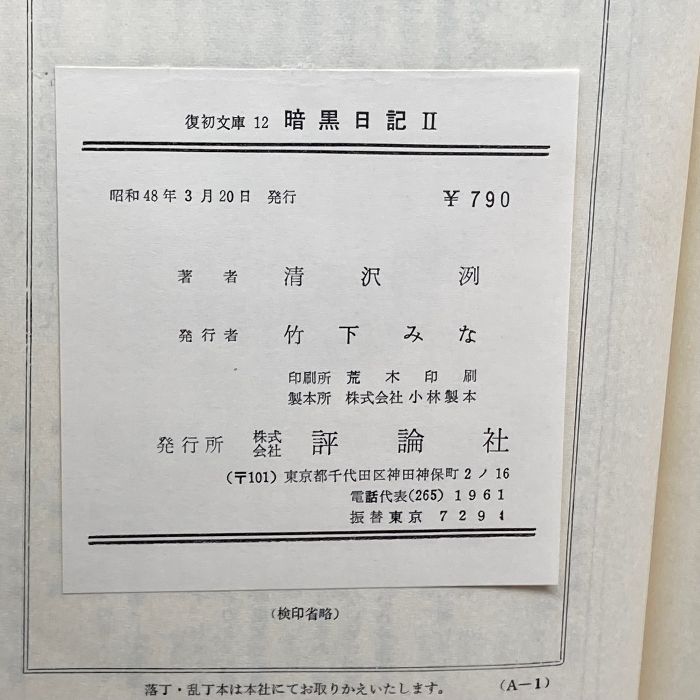 復初文庫 12 暗黒日記 II
昭和48年3月20日 発行 ¥790
著者 清沢洌
発行者 竹下みな
印刷所 荒木印刷
製本所 株式会社 小林製本
発行所 株式会社 評論社
(〒101) 東京都千代田区神田神保町2ノ16
電話代表(265) 1961
振替東京 7294
(検印省略)
落丁・乱丁本は本社にてお取りかえいたします。 (A-1)